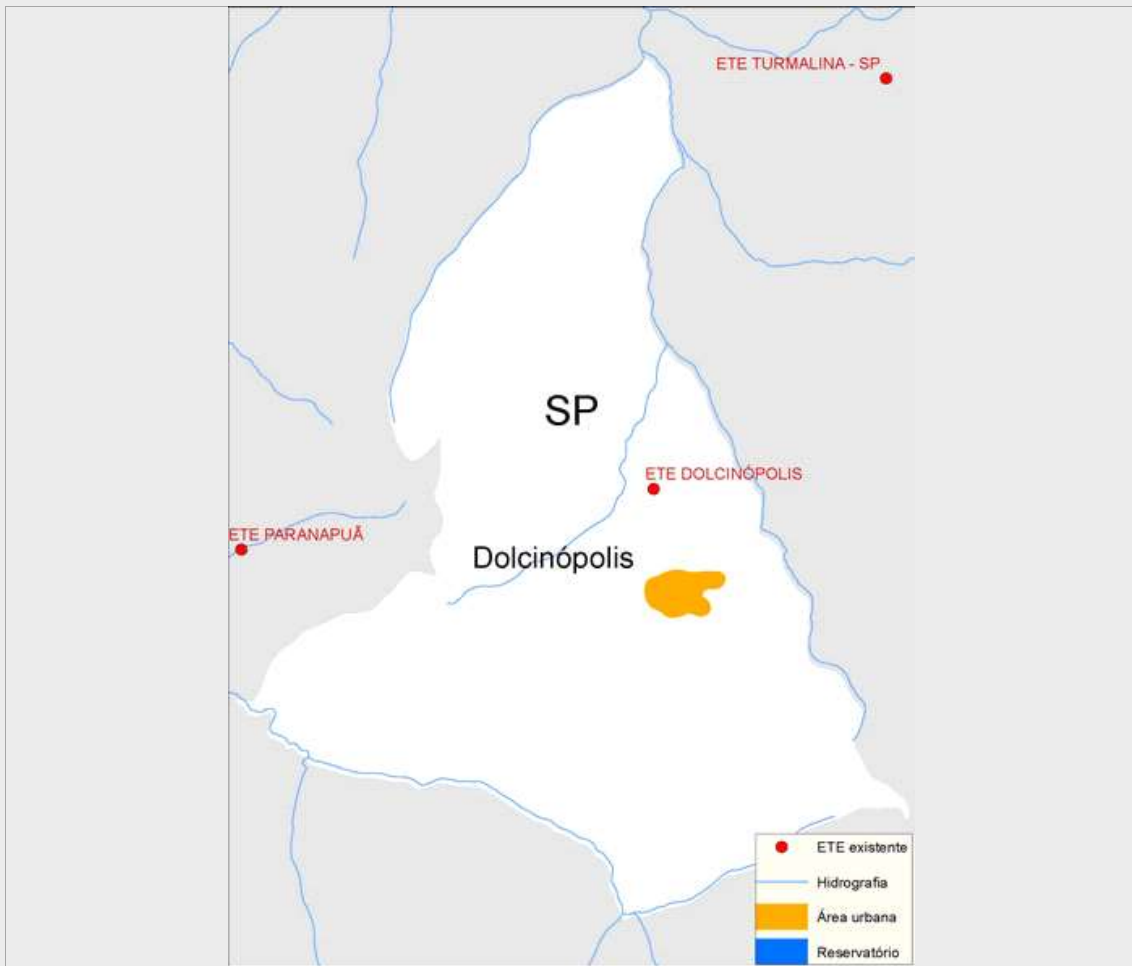 ETE TURMALINA - SP
SP
ETE DOLCINÓPOLIS
ETE PARANAPUÃ
Dolcinópolis
ETE existente
Hidrografia
Área urbana
Reservatório